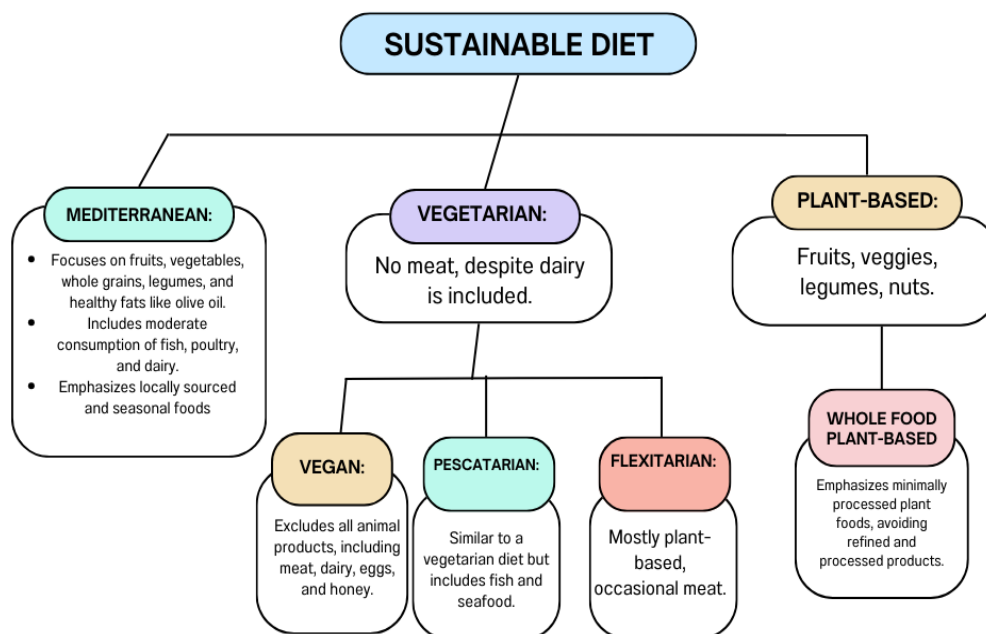 SUSTAINABLE DIET
MEDITERRANEAN:
• Focuses on fruits, vegetables,
whole grains, legumes, and
healthy fats like olive oil.
• Includes moderate
consumption of fish, poultry,
and dairy.
• Emphasizes locally sourced
and seasonal foods
VEGETARIAN:
No meat, despite dairy
is included.
PLANT-BASED:
Fruits, veggies,
legumes, nuts.
VEGAN:
Excludes all animal
products, including
meat, dairy, eggs,
and honey.
PESCATARIAN:
Similar to a
vegetarian diet but
includes fish and
seafood.
FLEXITARIAN:
Mostly plant-
based,
occasional meat.
WHOLE FOOD
PLANT-BASED
Emphasizes minimally
processed plant
foods, avoiding
refined and
processed products.